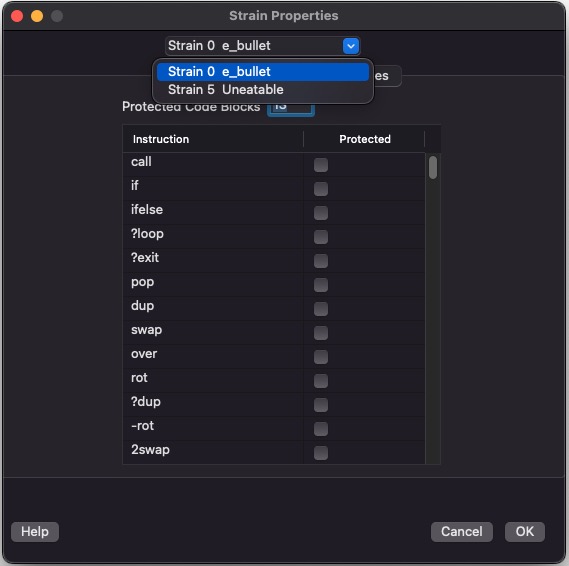 Strain Properties
Strain 0 e_bullet
Strain 0 e_bullet
Strain 5 Uneatable
es
Protected Code Blocks 15
Instruction Protected
call
if
ifelse
?loop
?exit
pop
dup
swap
over
rot
?dup
-rot
2swap
Help Cancel OK